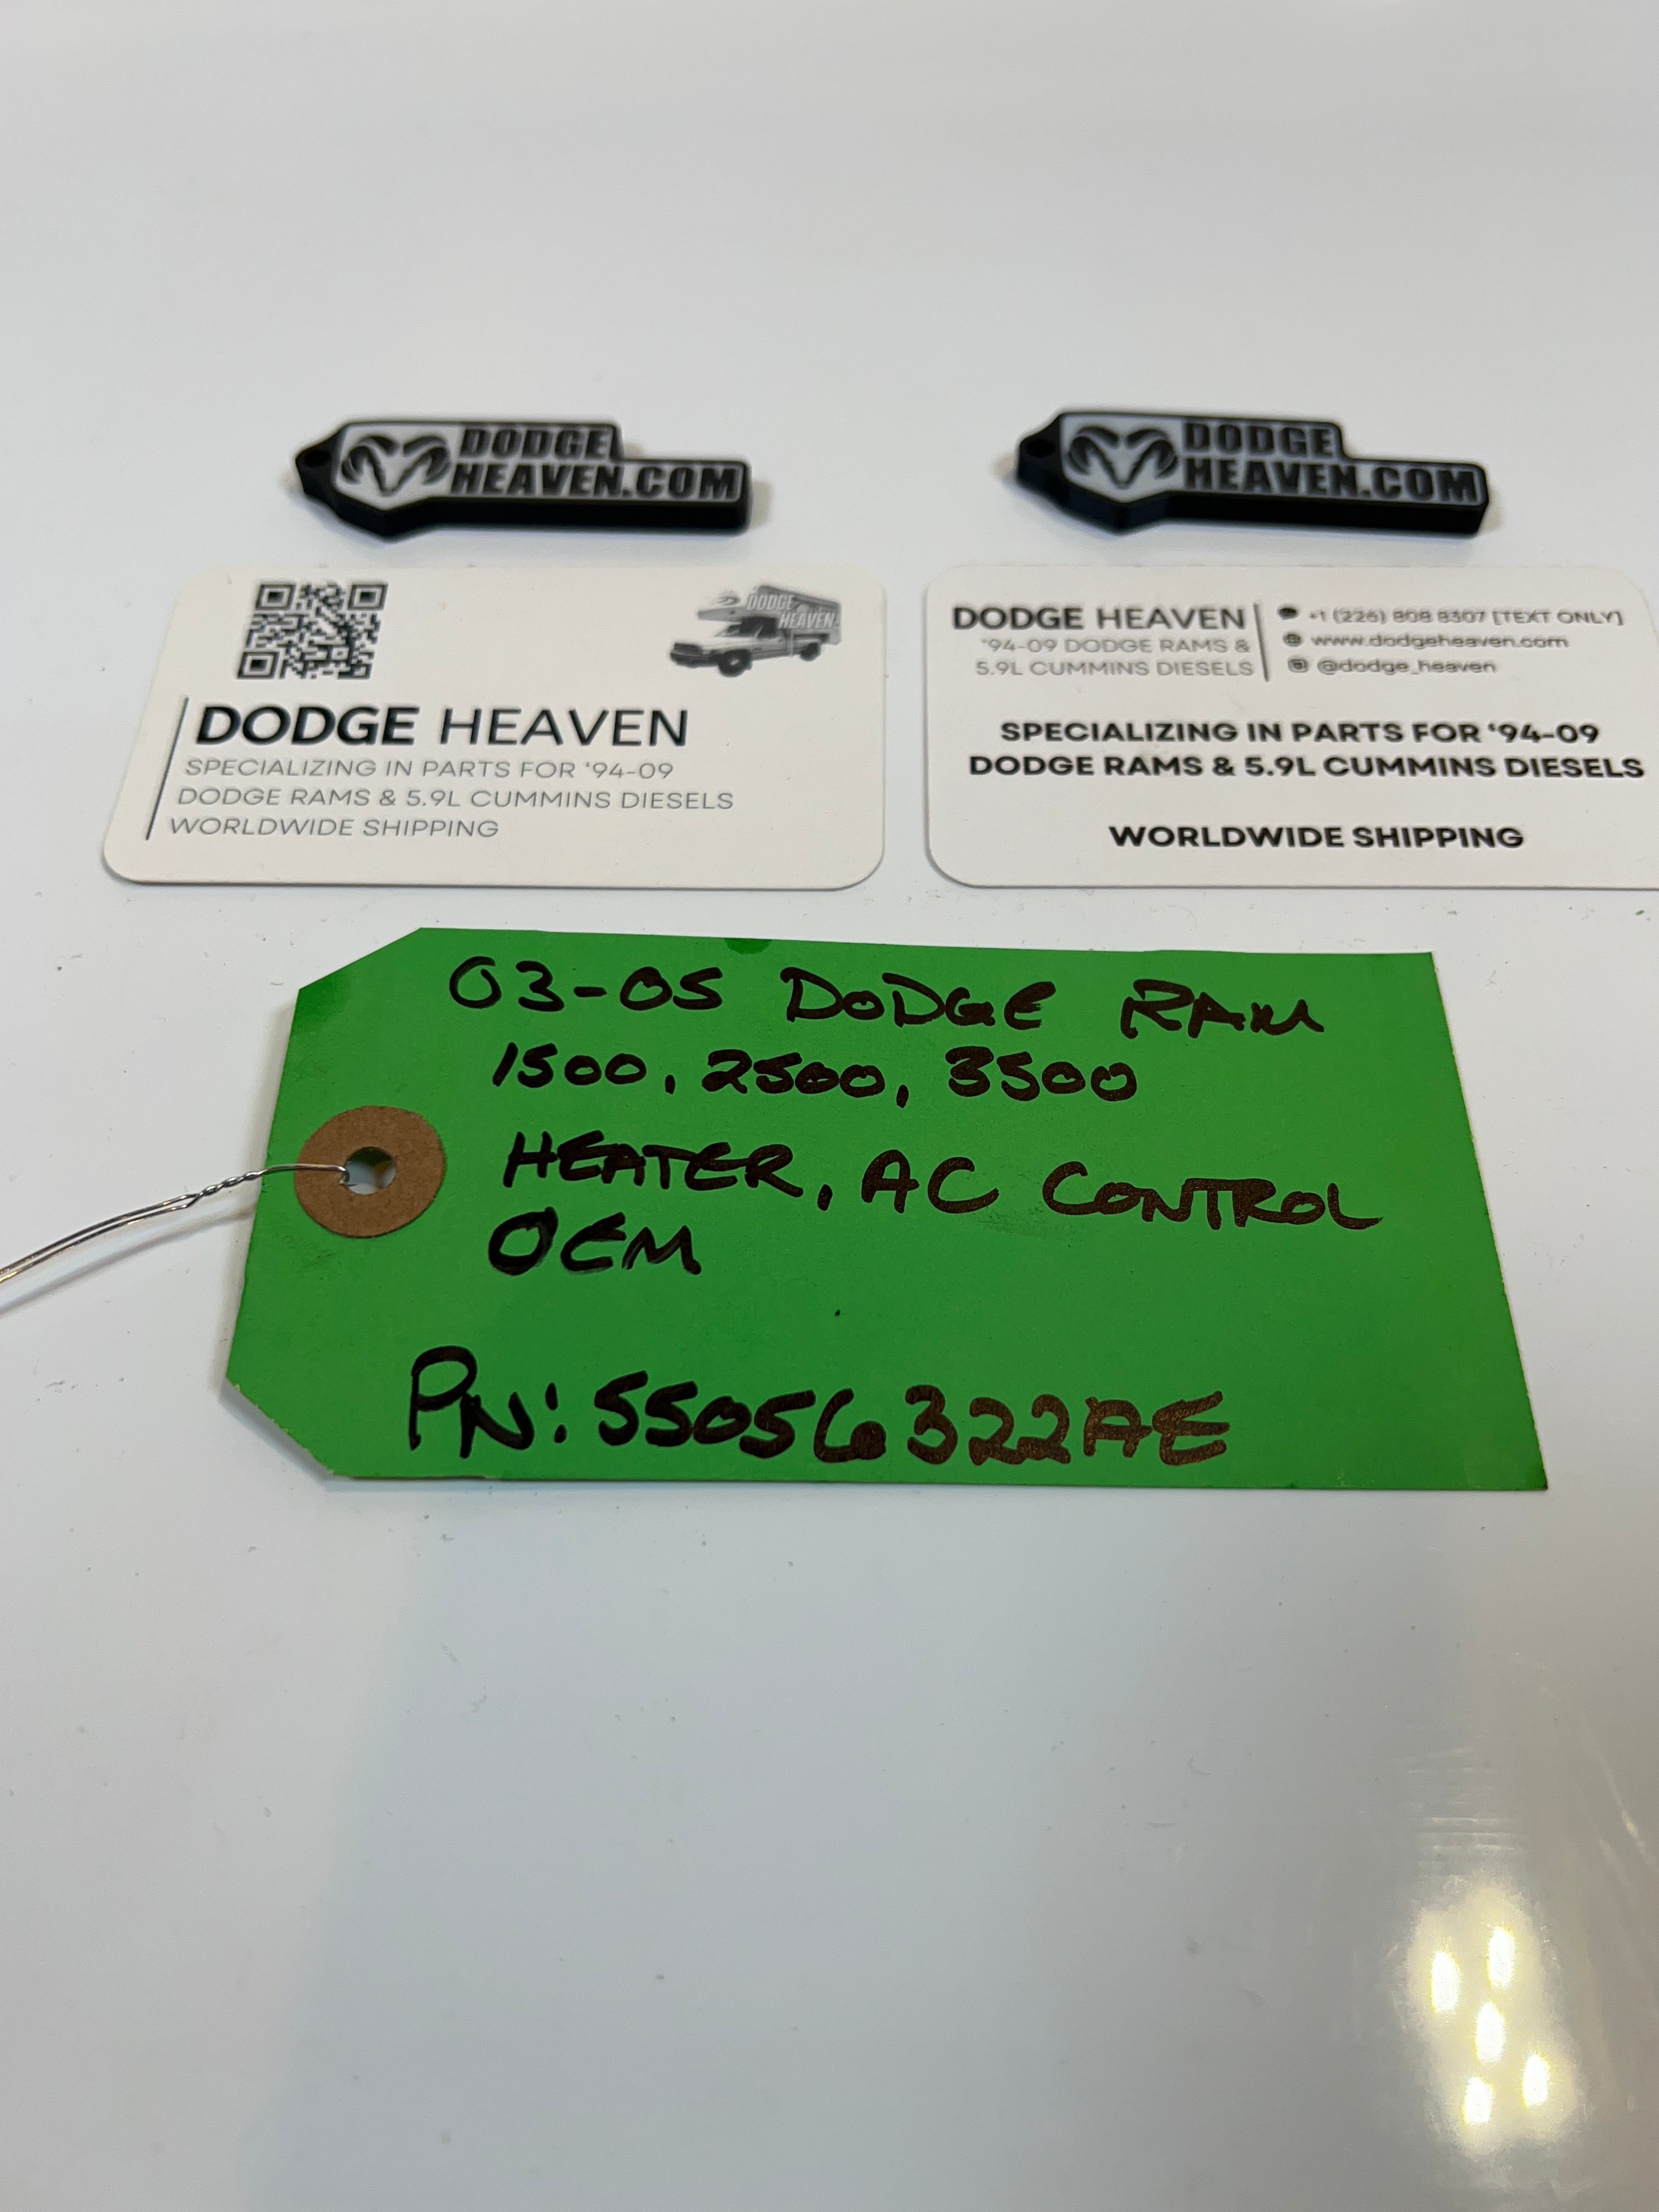 DODGE
HEAVEN.COM
DODGE
HEAVEN.COM
DODGE
HEAVEN
DODGE HEAVEN
SPECIALIZING IN PARTS FOR ‘94-09
DODGE RAMS & 5.9L CUMMINS DIESELS
WORLDWIDE SHIPPING
DODGE HEAVEN
‘94-09 DODGE RAMS &
5.9L CUMMINS DIESELS
+1 (226) 808 8307 [TEXT ONLY]
www.dodgeheaven.com
@dodge_heaven
SPECIALIZING IN PARTS FOR ‘94-09
DODGE RAMS & 5.9L CUMMINS DIESELS
WORLDWIDE SHIPPING
03-05 DODGE RAM
1500, 2500, 3500
HEATER, AC CONTROL
OEM
PN: 55056322AE